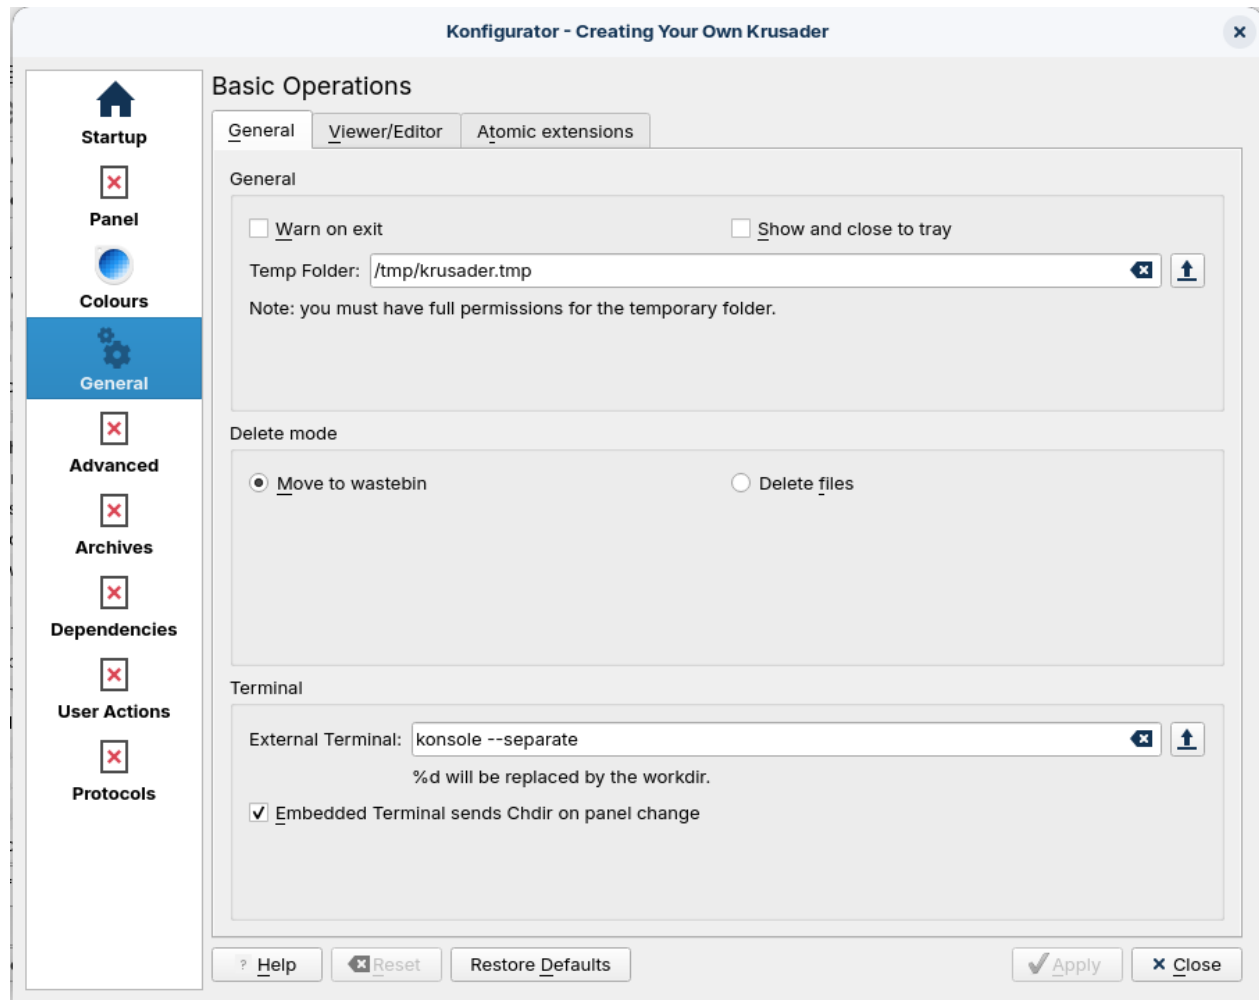 Konfigurator - Creating Your Own Krusader
Startup
Panel
Colours
General
Advanced
Archives
Dependencies
User Actions
Protocols
Basic Operations
General Viewer/Editor Atomic extensions
General
Warn on exit Show and close to tray
Temp Folder: /tmp/krusader.tmp
Note: you must have full permissions for the temporary folder.
Delete mode
Move to wastebin Delete files
Terminal
External Terminal: konsole --separate
%d will be replaced by the workdir.
Embedded Terminal sends Chdir on panel change
? Help Reset Restore Defaults Apply Close